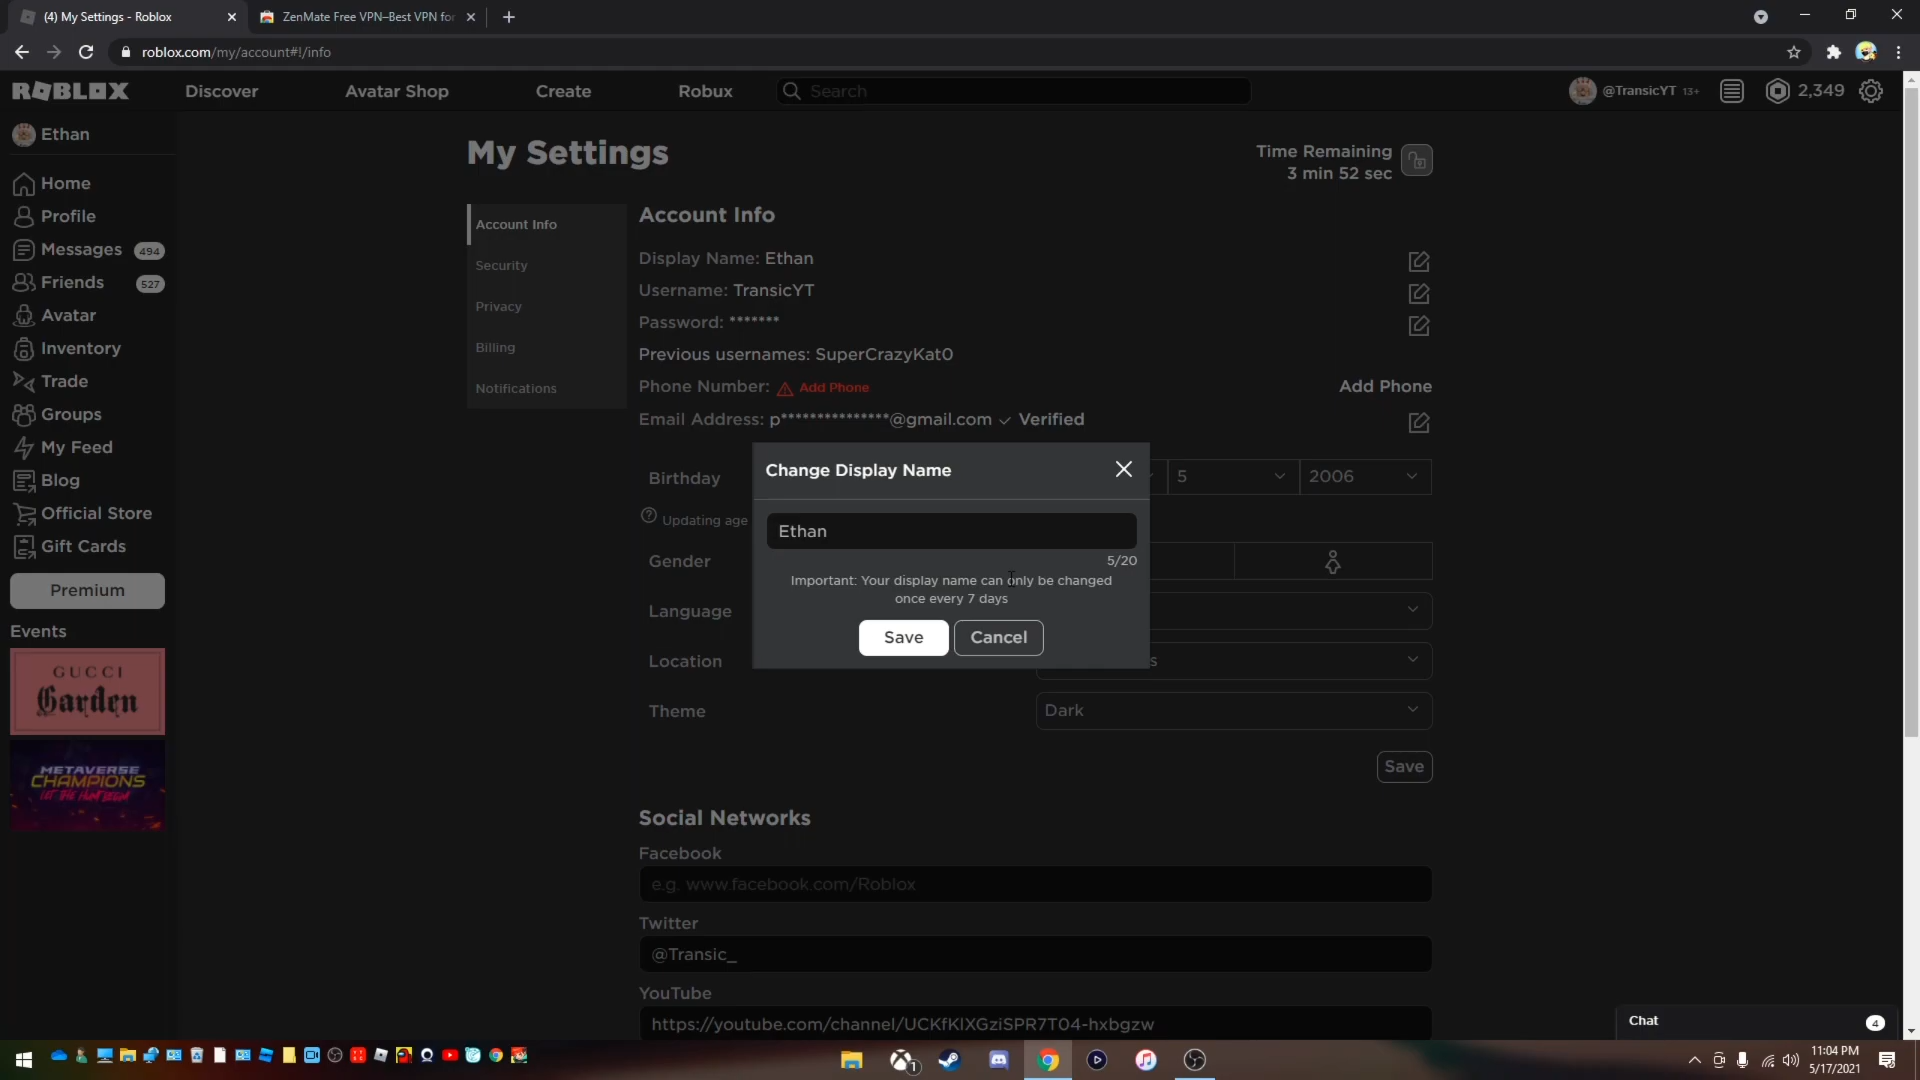 (4) My Settings - Roblox
ZenMate Free VPN–Best VPN for
roblox.com/my/account#!/info
ROBLOX
Discover
Avatar Shop
Create
Robux
Search
@TransicYT 13+
2,349
Ethan
Home
Profile
Messages 494
Friends 527
Avatar
Inventory
Trade
Groups
My Feed
Blog
Official Store
Gift Cards
Premium
Events
GUCCI
Garden
METAVERSE
CHAMPIONS
LET THE HUNT BEGIN
My Settings
Time Remaining
3 min 52 sec
Account Info
Security
Privacy
Billing
Notifications
Account Info
Display Name: Ethan
Username: TransicYT
Password: *******
Previous usernames: SuperCrazyKat0
Phone Number: Add Phone
Add Phone
Email Address: p***************@gmail.com ✓ Verified
Birthday
5
2006
Updating age
Gender
Language
Location
s
Theme
Dark
Save
Change Display Name
Ethan
5/20
Important: Your display name can only be changed
once every 7 days
Save
Cancel
Social Networks
Facebook
e.g. www.facebook.com/Roblox
Twitter
@Transic_
YouTube
https://youtube.com/channel/UCKfKIXGziSPR7T04-hxbgzw
Chat
4
1
11:04 PM
5/17/2021